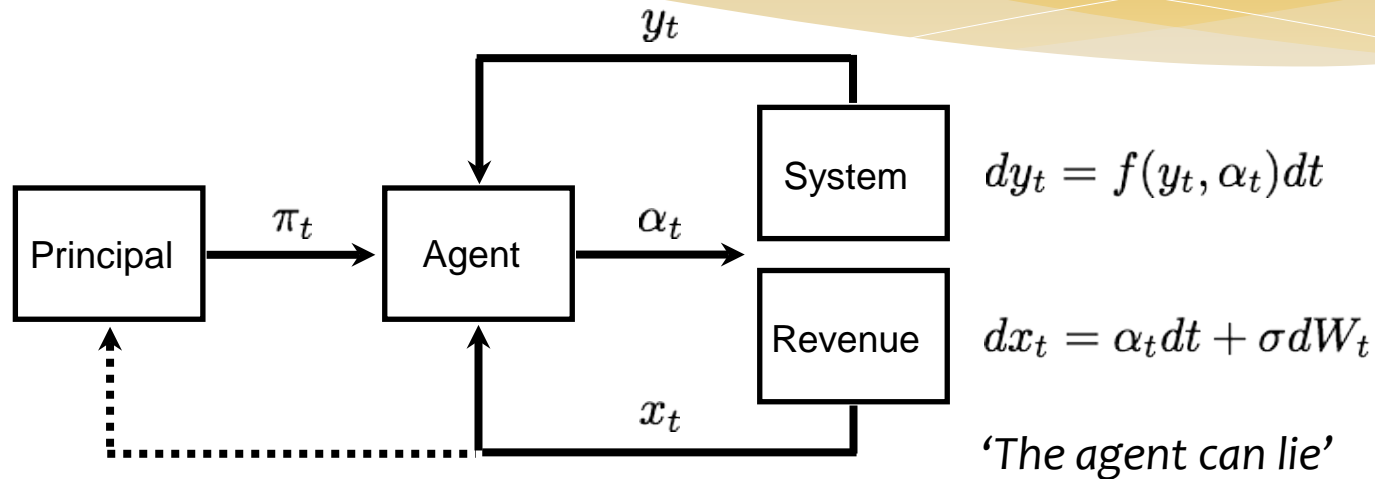 y_t
System
dy_t = f(y_t, α_t)dt
Principal
π_t
Agent
α_t
Revenue
dx_t = α_t dt + σdW_t
x_t
‘The agent can lie’